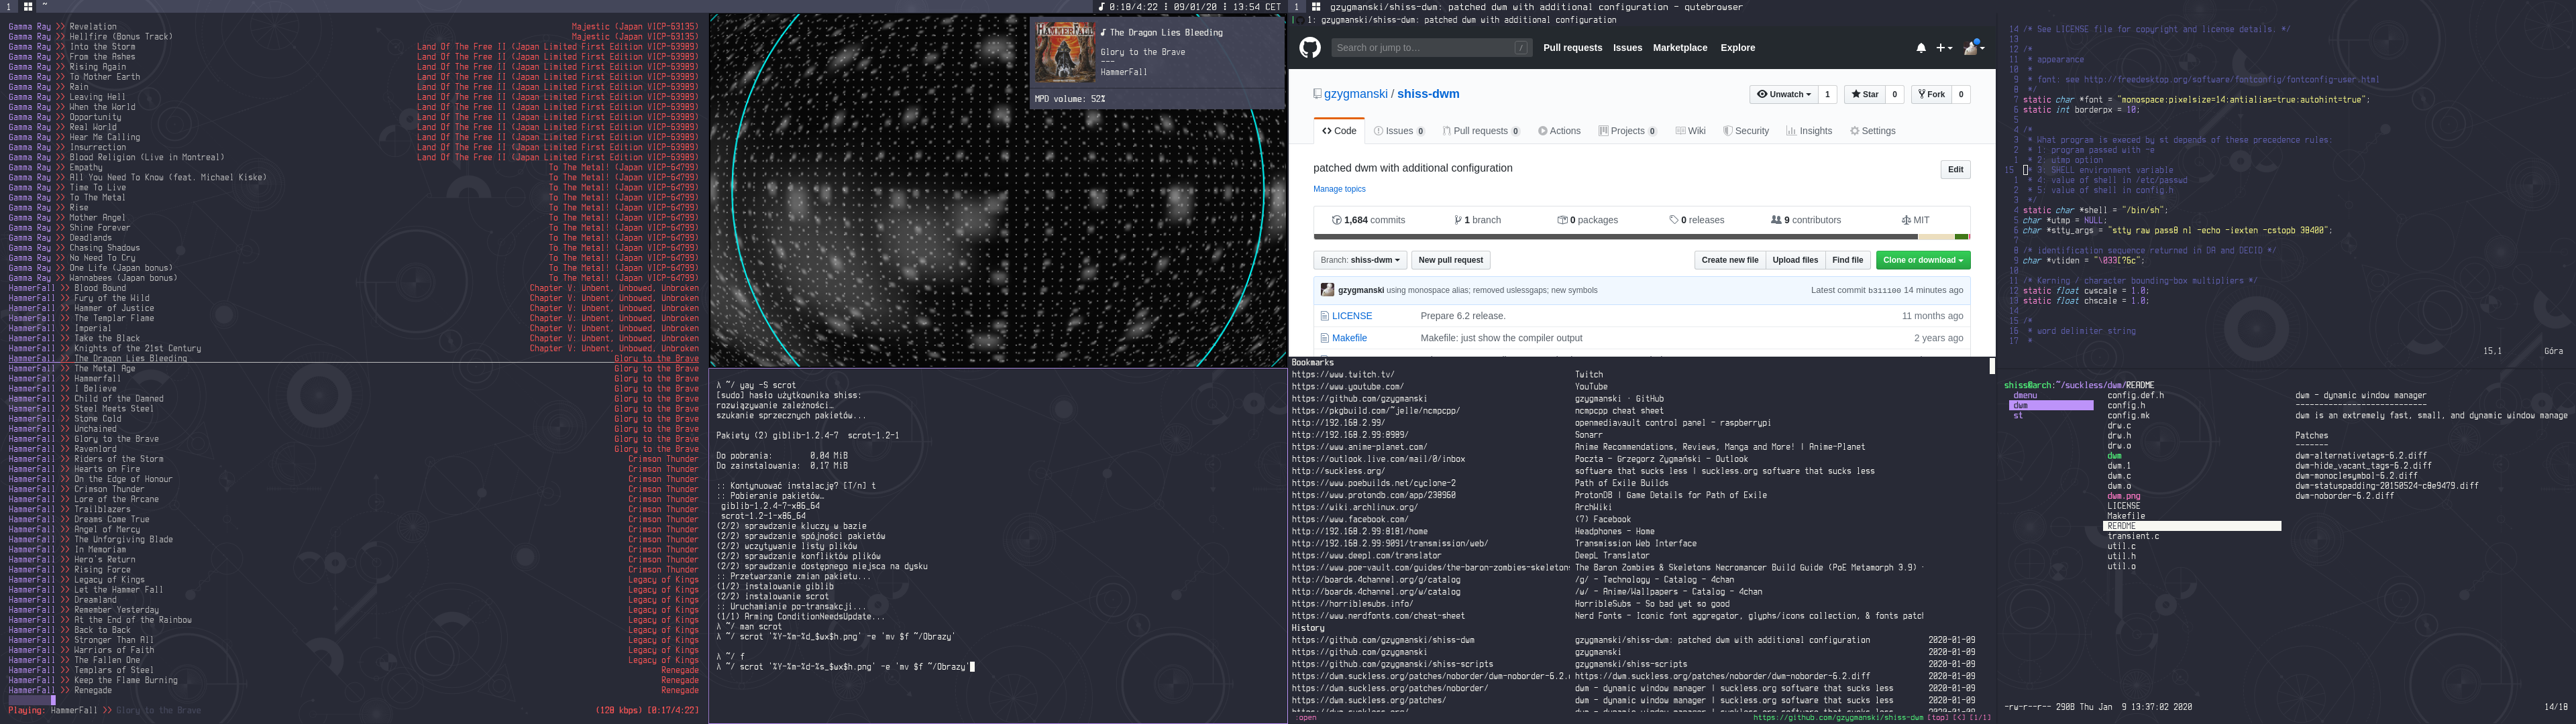 1 ~
0:18/4:22 ⁞ 09/01/20 ⁞ 13:54 CET
Gamma Ray >> Revelation Majestic (Japan VICP-63135)
Gamma Ray >> Hellfire (Bonus Track) Majestic (Japan VICP-63135)
Gamma Ray >> Into the Storm Land Of The Free II (Japan Limited First Edition VICP-63989)
Gamma Ray >> From the Ashes Land Of The Free II (Japan Limited First Edition VICP-63989)
Gamma Ray >> Rising Again Land Of The Free II (Japan Limited First Edition VICP-63989)
Gamma Ray >> To Mother Earth Land Of The Free II (Japan Limited First Edition VICP-63989)
Gamma Ray >> Rain Land Of The Free II (Japan Limited First Edition VICP-63989)
Gamma Ray >> Leaving Hell Land Of The Free II (Japan Limited First Edition VICP-63989)
Gamma Ray >> When the World Land Of The Free II (Japan Limited First Edition VICP-63989)
Gamma Ray >> Opportunity Land Of The Free II (Japan Limited First Edition VICP-63989)
Gamma Ray >> Real World Land Of The Free II (Japan Limited First Edition VICP-63989)
Gamma Ray >> Hear Me Calling Land Of The Free II (Japan Limited First Edition VICP-63989)
Gamma Ray >> Insurrection Land Of The Free II (Japan Limited First Edition VICP-63989)
Gamma Ray >> Blood Religion (Live in Montreal) Land Of The Free II (Japan Limited First Edition VICP-63989)
Gamma Ray >> Empathy To The Metal! (Japan VICP-64799)
Gamma Ray >> All You Need To Know (feat. Michael Kiske) To The Metal! (Japan VICP-64799)
Gamma Ray >> Time To Live To The Metal! (Japan VICP-64799)
Gamma Ray >> To The Metal To The Metal! (Japan VICP-64799)
Gamma Ray >> Rise To The Metal! (Japan VICP-64799)
Gamma Ray >> Mother Angel To The Metal! (Japan VICP-64799)
Gamma Ray >> Shine Forever To The Metal! (Japan VICP-64799)
Gamma Ray >> Deadlands To The Metal! (Japan VICP-64799)
Gamma Ray >> Chasing Shadows To The Metal! (Japan VICP-64799)
Gamma Ray >> No Need To Cry To The Metal! (Japan VICP-64799)
Gamma Ray >> One Life (Japan bonus) To The Metal! (Japan VICP-64799)
Gamma Ray >> Wannabees (Japan bonus) To The Metal! (Japan VICP-64799)
HammerFall >> Blood Bound Chapter V: Unbent, Unbowed, Unbroken
HammerFall >> Fury of the Wild Chapter V: Unbent, Unbowed, Unbroken
HammerFall >> Hammer of Justice Chapter V: Unbent, Unbowed, Unbroken
HammerFall >> The Templar Flame Chapter V: Unbent, Unbowed, Unbroken
HammerFall >> Imperial Chapter V: Unbent, Unbowed, Unbroken
HammerFall >> Take the Black Chapter V: Unbent, Unbowed, Unbroken
HammerFall >> Knights of the 21st Century Chapter V: Unbent, Unbowed, Unbroken
HammerFall >> The Dragon Lies Bleeding Glory to the Brave
HammerFall >> The Metal Age Glory to the Brave
HammerFall >> Hammerfall Glory to the Brave
HammerFall >> I Believe Glory to the Brave
HammerFall >> Child of the Damned Glory to the Brave
HammerFall >> Steel Meets Steel Glory to the Brave
HammerFall >> Stone Cold Glory to the Brave
HammerFall >> Unchained Glory to the Brave
HammerFall >> Glory to the Brave Glory to the Brave
HammerFall >> Ravenlord Glory to the Brave
HammerFall >> Riders of the Storm Crimson Thunder
HammerFall >> Hearts on Fire Crimson Thunder
HammerFall >> On the Edge of Honour Crimson Thunder
HammerFall >> Crimson Thunder Crimson Thunder
HammerFall >> Lore of the Arcane Crimson Thunder
HammerFall >> Trailblazers Crimson Thunder
HammerFall >> Dreams Come True Crimson Thunder
HammerFall >> Angel of Mercy Crimson Thunder
HammerFall >> The Unforgiving Blade Crimson Thunder
HammerFall >> In Memoriam Crimson Thunder
HammerFall >> Hero's Return Crimson Thunder
HammerFall >> Rising Force Crimson Thunder
HammerFall >> Legacy of Kings Legacy of Kings
HammerFall >> Let the Hammer Fall Legacy of Kings
HammerFall >> Dreamland Legacy of Kings
HammerFall >> Remember Yesterday Legacy of Kings
HammerFall >> At the End of the Rainbow Legacy of Kings
HammerFall >> Back to Back Legacy of Kings
HammerFall >> Stronger Than All Legacy of Kings
HammerFall >> Warriors of Faith Legacy of Kings
HammerFall >> The Fallen One Legacy of Kings
HammerFall >> Templars of Steel Renegade
HammerFall >> Keep the Flame Burning Renegade
HammerFall >> Renegade Renegade
Playing: HammerFall >> Glory to the Brave (128 kbps) [0:17/4:22]
HAMMERFALL
The Dragon Lies Bleeding
Glory to the Brave
---
HammerFall
MPD volume: 52%
λ ~/ yay -S scrot
[sudo] hasło użytkownika shiss:
rozwiązywanie zależności…
szukanie sprzecznych pakietów...
Pakiety (2) giblib-1.2.4-7 scrot-1.2-1
Do pobrania: 0,04 MiB
Do zainstalowania: 0,17 MiB
:: Kontynuować instalację? [T/n] t
:: Pobieranie pakietów…
giblib-1.2.4-7-x86_64
scrot-1.2-1-x86_64
(2/2) sprawdzanie kluczy w bazie
(2/2) sprawdzanie spójności pakietów
(2/2) wczytywanie listy plików
(2/2) sprawdzanie konfliktów plików
(2/2) sprawdzanie dostępnego miejsca na dysku
:: Przetwarzanie zmian pakietu...
(1/2) instalowanie giblib
(2/2) instalowanie scrot
:: Uruchamianie po-transakcji...
(1/1) Arming ConditionNeedsUpdate...
λ ~/ man scrot
λ ~/ scrot '%Y-%m-%d_$wx$h.png' -e 'mv $f ~/Obrazy'
λ ~/ f
λ ~/ scrot '%Y-%m-%d-%s_$wx$h.png' -e 'mv $f ~/Obrazy'
1 gzygmanski/shiss-dwm: patched dwm with additional configuration - qutebrowser
1: gzygmanski/shiss-dwm: patched dwm with additional configuration
Search or jump to… /
Pull requests Issues Marketplace Explore
gzygmanski / shiss-dwm
Unwatch 1 Star 0 Fork 0
Code Issues 0 Pull requests 0 Actions Projects 0 Wiki Security Insights Settings
patched dwm with additional configuration Edit
Manage topics
1,684 commits 1 branch 0 packages 0 releases 9 contributors MIT
Branch: shiss-dwm New pull request Create new file Upload files Find file Clone or download
gzygmanski using monospace alias; removed uslessgaps; new symbols Latest commit b311100 14 minutes ago
LICENSE Prepare 6.2 release. 11 months ago
Makefile Makefile: just show the compiler output 2 years ago
Bookmarks
https://www.twitch.tv/ Twitch
https://www.youtube.com/ YouTube
https://github.com/gzygmanski gzygmanski · GitHub
https://pkgbuild.com/~jelle/ncmpcpp/ ncmpcpp cheat sheet
http://192.168.2.99/ openmediavault control panel - raspberrypi
http://192.168.2.99:8989/ Sonarr
https://www.anime-planet.com/ Anime Recommendations, Reviews, Manga and More! | Anime-Planet
https://outlook.live.com/mail/0/inbox Poczta - Grzegorz Zygmański - Outlook
http://suckless.org/ software that sucks less | suckless.org software that sucks less
https://www.poebuilds.net/cyclone-2 Path of Exile Builds
https://www.protondb.com/app/238960 ProtonDB | Game Details for Path of Exile
https://wiki.archlinux.org/ ArchWiki
https://www.facebook.com/ (7) Facebook
http://192.168.2.99:8181/home Headphones - Home
http://192.168.2.99:9091/transmission/web/ Transmission Web Interface
https://www.deepl.com/translator DeepL Translator
https://www.poe-vault.com/guides/the-baron-zombies-skeletons The Baron Zombies & Skeletons Necromancer Build Guide (PoE Metamorph 3.9) -
http://boards.4channel.org/g/catalog /g/ - Technology - Catalog - 4chan
http://boards.4channel.org/w/catalog /w/ - Anime/Wallpapers - Catalog - 4chan
https://horriblesubs.info/ HorribleSubs - So bad yet so good
https://www.nerdfonts.com/cheat-sheet Nerd Fonts - Iconic font aggregator, glyphs/icons collection, & fonts patch
History
https://github.com/gzygmanski/shiss-dwm gzygmanski/shiss-dwm: patched dwm with additional configuration 2020-01-09
https://github.com/gzygmanski gzygmanski 2020-01-09
https://github.com/gzygmanski/shiss-scripts gzygmanski/shiss-scripts 2020-01-09
https://dwm.suckless.org/patches/noborder/dwm-noborder-6.2.d https://dwm.suckless.org/patches/noborder/dwm-noborder-6.2.diff 2020-01-09
https://dwm.suckless.org/patches/noborder/ dwm - dynamic window manager | suckless.org software that sucks less 2020-01-09
https://dwm.suckless.org/patches/ dwm - dynamic window manager | suckless.org software that sucks less 2020-01-09
https://dwm.suckless.org/ dwm - dynamic window manager | suckless.org software that sucks less 2020-01-09
:open https://github.com/gzygmanski/shiss-dwm [top] [<] [1/1]
14 /* See LICENSE file for copyright and license details. */
13
12 /*
11 * appearance
10 *
9 * font: see http://freedesktop.org/software/fontconfig/fontconfig-user.html
8 */
7 static char *font = "monospace:pixelsize=14:antialias=true:autohint=true";
6 static int borderpx = 10;
5
4 /*
3 * What program is execed by st depends of these precedence rules:
2 * 1: program passed with -e
1 * 2: utmp option
15 * 3: SHELL environment variable
1 * 4: value of shell in /etc/passwd
2 * 5: value of shell in config.h
3 */
4 static char *shell = "/bin/sh";
5 char *utmp = NULL;
6 char *stty_args = "stty raw pass8 nl -echo -iexten -cstopb 38400";
7
8 /* identification sequence returned in DA and DECID */
9 char *vtiden = "\033[?6c";
10
11 /* Kerning / character bounding-box multipliers */
12 static float cwscale = 1.0;
13 static float chscale = 1.0;
14
15 /*
16 * word delimiter string
17 *
15,1 Góra
shiss@arch:~/suckless/dwm/README
dmenu config.def.h dwm - dynamic window manager
dwm config.h ----------------------------
st config.mk dwm is an extremely fast, small, and dynamic window manage
drw.c
drw.h Patches
drw.o -------
dwm dwm-alternativetags-6.2.diff
dwm.1 dwm-hide_vacant_tags-6.2.diff
dwm.c dwm-monoclesymbol-6.2.diff
dwm.o dwm-statuspadding-20150524-c8e9479.diff
dwm.png dwm-noborder-6.2.diff
LICENSE
Makefile
README
transient.c
util.c
util.h
util.o
-rw-r--r-- 290B Thu Jan 9 13:37:02 2020 14/18